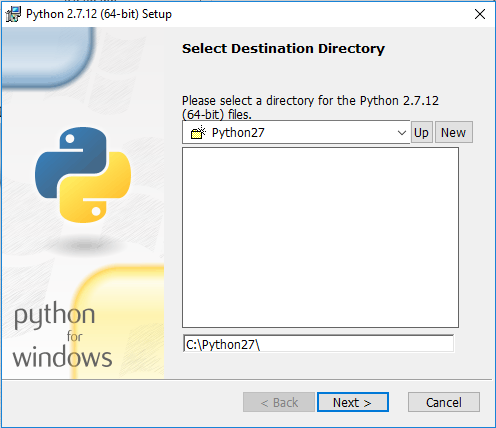 Python 2.7.12 (64-bit) Setup
Select Destination Directory
Please select a directory for the Python 2.7.12
(64-bit) files.
Python27
Up
New
C:\Python27\
python
for
windows
< Back
Next >
Cancel